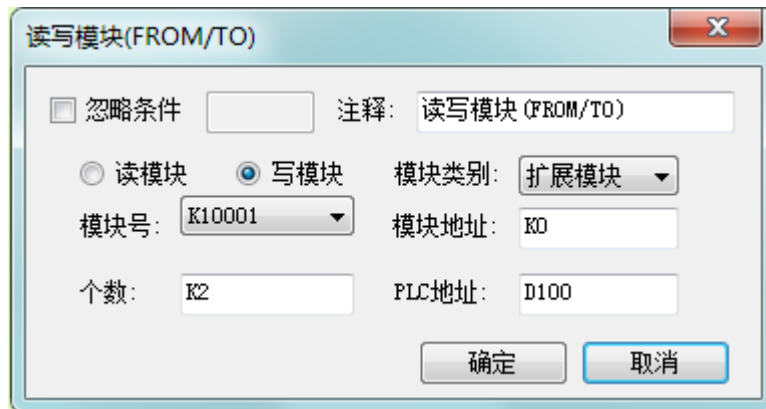 读写模块(FROM/TO)
忽略条件 注释: 读写模块(FROM/TO)
读模块 写模块 模块类别: 扩展模块
模块号: K10001 模块地址: K0
个数: K2 PLC地址: D100
确定 取消